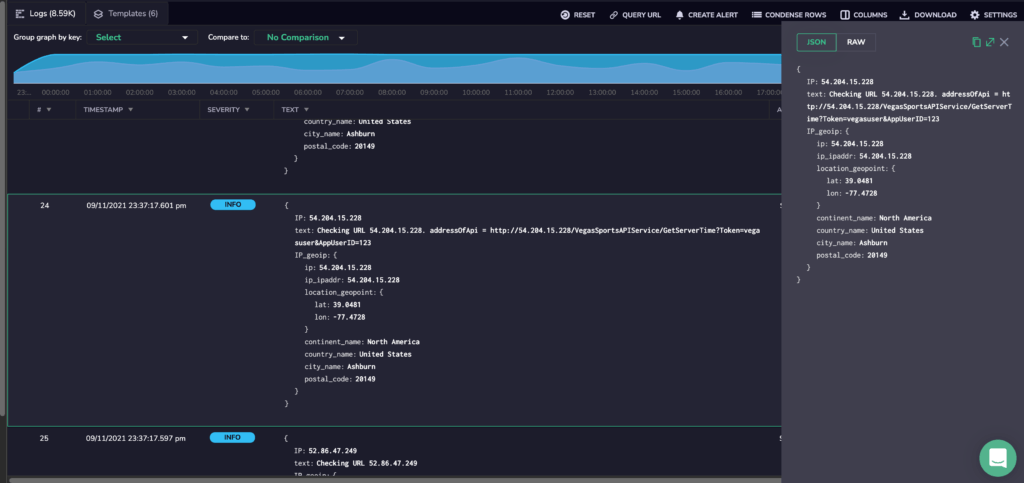 Logs (8.59K)
Templates (6)
RESET
QUERY URL
CREATE ALERT
CONDENSE ROWS
COLUMNS
DOWNLOAD
SETTINGS
Group graph by key:
Select
Compare to:
No Comparison
23...
00:00:00
01:00:00
02:00:00
03:00:00
04:00:00
05:00:00
06:00:00
07:00:00
08:00:00
09:00:00
10:00:00
11:00:00
12:00:00
13:00:00
14:00:00
15:00:00
16:00:00
17:00:00
#
TIMESTAMP
SEVERITY
TEXT
country_name: United States
city_name: Ashburn
postal_code: 20149
}
}
24
09/11/2021 23:37:17.601 pm
INFO
{
IP: 54.204.15.228
text: Checking URL 54.204.15.228. addressOfApi = http://54.204.15.228/VegasSportsAPIService/GetServerTime?Token=veg
asuser&AppUserID=123
IP_geoip: {
ip: 54.204.15.228
ip_ipaddr: 54.204.15.228
location_geopoint: {
lat: 39.0481
lon: -77.4728
}
continent_name: North America
country_name: United States
city_name: Ashburn
postal_code: 20149
}
}
25
09/11/2021 23:37:17.597 pm
INFO
{
IP: 52.86.47.249
text: Checking URL 52.86.47.249
IP_geoip: {
JSON
RAW
{
IP: 54.204.15.228
text: Checking URL 54.204.15.228. addressOfApi = htt
p://54.204.15.228/VegasSportsAPIService/GetServerT
ime?Token=vegasuser&AppUserID=123
IP_geoip: {
ip: 54.204.15.228
ip_ipaddr: 54.204.15.228
location_geopoint: {
lat: 39.0481
lon: -77.4728
}
continent_name: North America
country_name: United States
city_name: Ashburn
postal_code: 20149
}
}